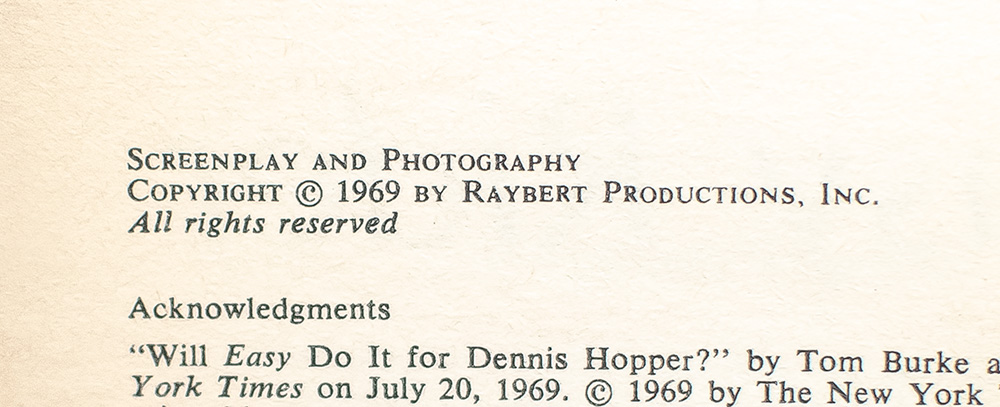 SCREENPLAY AND PHOTOGRAPHY
COPYRIGHT © 1969 BY RAYBERT PRODUCTIONS, INC.
All rights reserved
Acknowledgments
“Will Easy Do It for Dennis Hopper?” by Tom Burke a
York Times on July 20, 1969. © 1969 by The New York